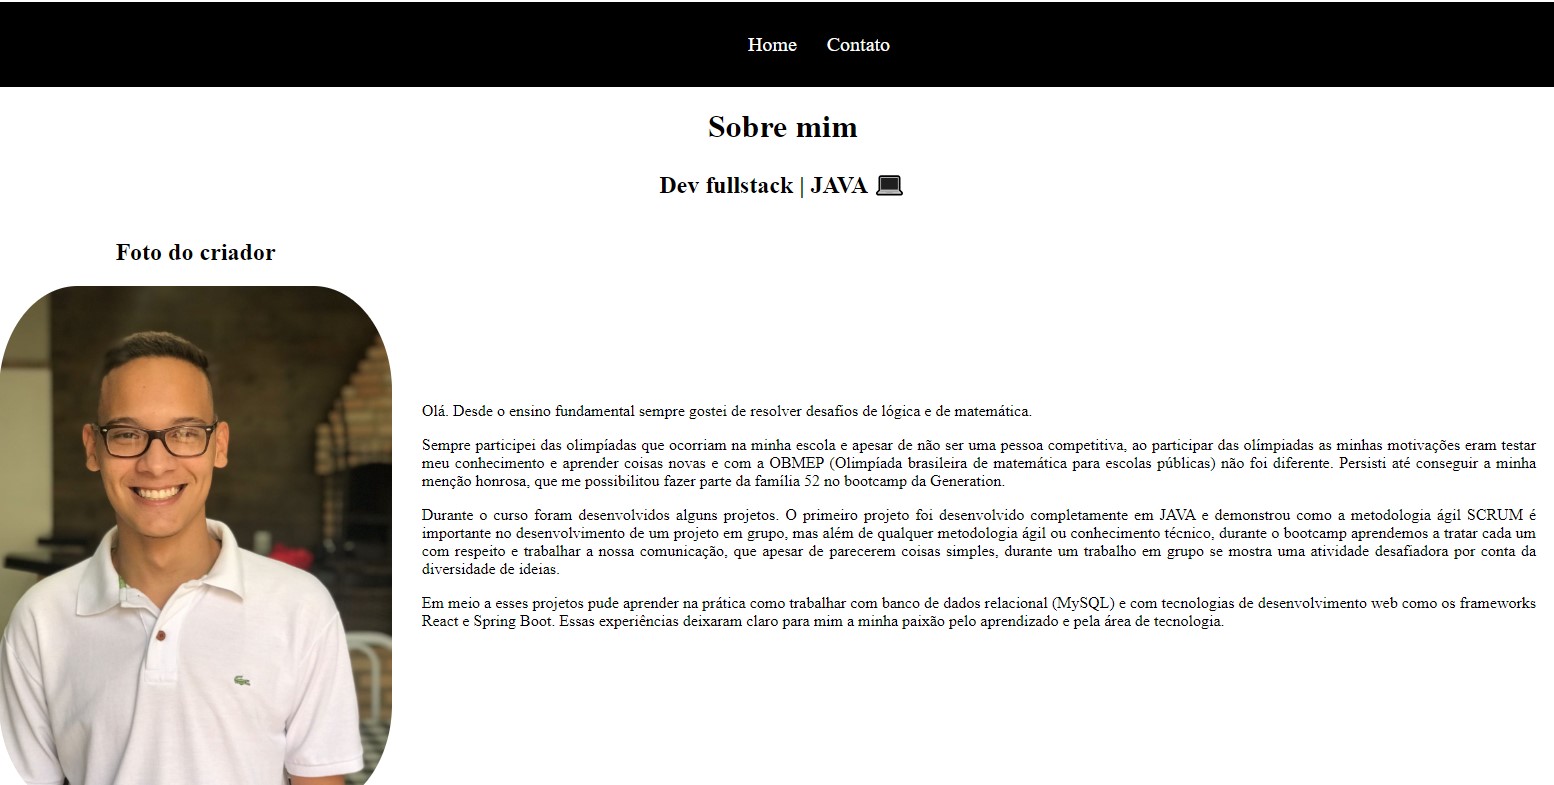 Home Contato
Sobre mim
Dev fullstack | JAVA 💻
Foto do criador
Olá. Desde o ensino fundamental sempre gostei de resolver desafios de lógica e de matemática.
Sempre participei das olimpíadas que ocorriam na minha escola e apesar de não ser uma pessoa competitiva, ao participar das olímpiadas as minhas motivações eram testar
meu conhecimento e aprender coisas novas e com a OBMEP (Olimpíada brasileira de matemática para escolas públicas) não foi diferente. Persisti até conseguir a minha
menção honrosa, que me possibilitou fazer parte da família 52 no bootcamp da Generation.
Durante o curso foram desenvolvidos alguns projetos. O primeiro projeto foi desenvolvido completamente em JAVA e demonstrou como a metodologia ágil SCRUM é
importante no desenvolvimento de um projeto em grupo, mas além de qualquer metodologia ágil ou conhecimento técnico, durante o bootcamp aprendemos a tratar cada um
com respeito e trabalhar a nossa comunicação, que apesar de parecerem coisas simples, durante um trabalho em grupo se mostra uma atividade desafiadora por conta da
diversidade de ideias.
Em meio a esses projetos pude aprender na prática como trabalhar com banco de dados relacional (MySQL) e com tecnologias de desenvolvimento web como os frameworks
React e Spring Boot. Essas experiências deixaram claro para mim a minha paixão pelo aprendizado e pela área de tecnologia.